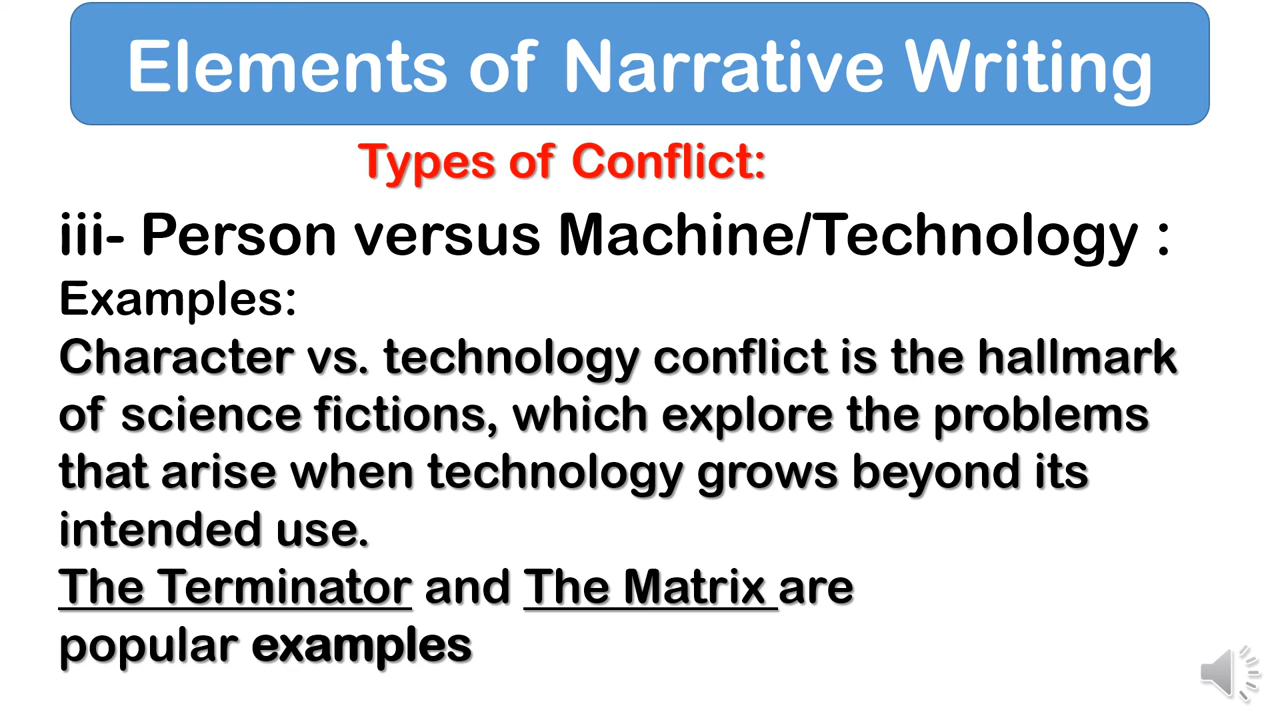 Elements of Narrative Writing
Types of Conflict:
iii- Person versus Machine/Technology :
Examples:
Character vs. technology conflict is the hallmark
of science fictions, which explore the problems
that arise when technology grows beyond its
intended use.
The Terminator and The Matrix are
popular examples